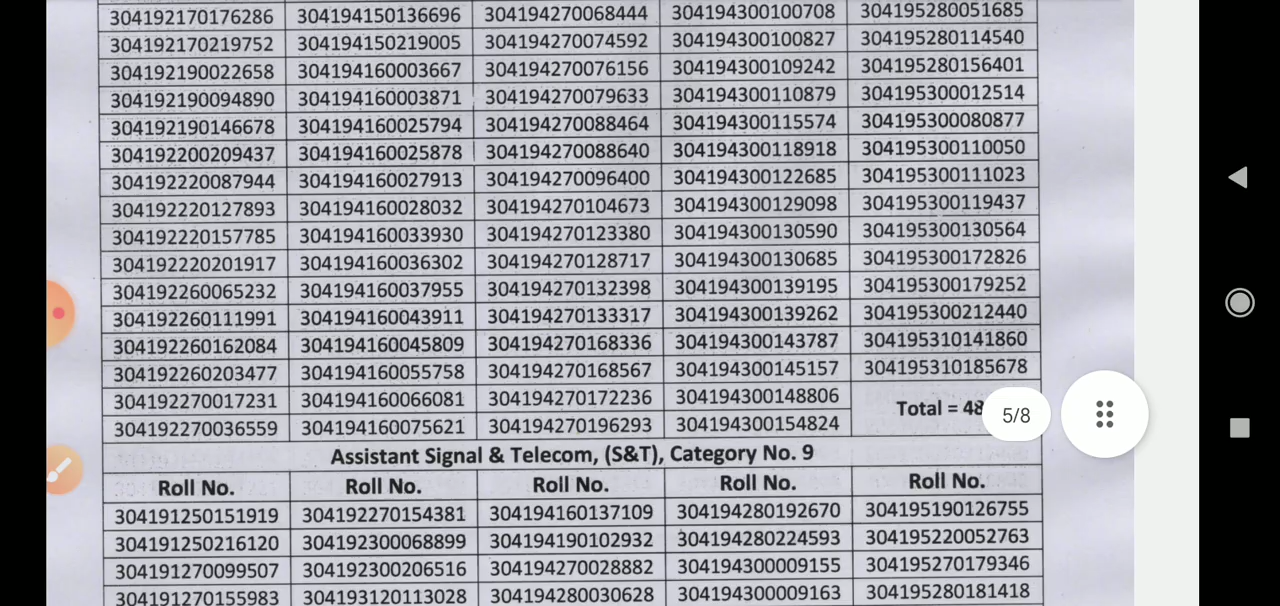 304192170176286 304194150136696 304194270068444 304194300100708 304195280051685
304192170219752 304194150219005 304194270074592 304194300100827 304195280114540
304192190022658 304194160003667 304194270076156 304194300109242 304195280156401
304192190094890 304194160003871 304194270079633 304194300110879 304195300012514
304192190146678 304194160025794 304194270088464 304194300115574 304195300080877
304192200209437 304194160025878 304194270088640 304194300118918 304195300110050
304192220087944 304194160027913 304194270096400 304194300122685 304195300111023
304192220127893 304194160028032 304194270104673 304194300129098 304195300119437
304192220157785 304194160033930 304194270123380 304194300130590 304195300130564
304192220201917 304194160036302 304194270128717 304194300130685 304195300172826
304192260065232 304194160037955 304194270132398 304194300139195 304195300179252
304192260111991 304194160043911 304194270133317 304194300139262 304195300212440
304192260162084 304194160045809 304194270168336 304194300143787 304195310141860
304192260203477 304194160055758 304194270168567 304194300145157 304195310185678
304192270017231 304194160066081 304194270172236 304194300148806 Total = 48
304192270036559 304194160075621 304194270196293 304194300154824
5/8
Assistant Signal & Telecom, (S&T), Category No. 9
Roll No. Roll No. Roll No. Roll No. Roll No.
304191250151919 304192270154381 304194160137109 304194280192670 304195190126755
304191250216120 304192300068899 304194190102932 304194280224593 304195220052763
304191270099507 304192300206516 304194270028882 304194300009155 304195270179346
304191270155983 304193120113028 304194280030628 304194300009163 304195280181418